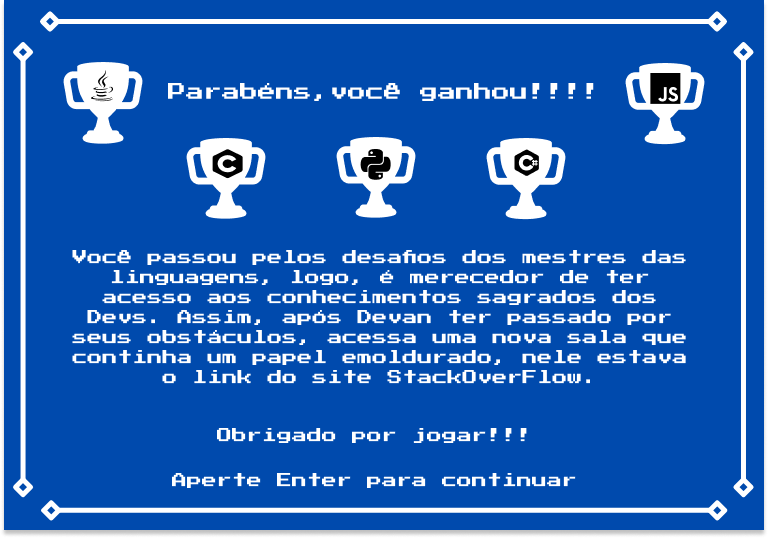 Parabéns,você ganhou!!!!
JS
C
C#
Você passou pelos desafios dos mestres das
linguagens, logo, é merecedor de ter
acesso aos conhecimentos sagrados dos
Devs. Assim, após Devan ter passado por
seus obstáculos, acessa uma nova sala que
continha um papel emoldurado, nele estava
o link do site StackOverFlow.
Obrigado por jogar!!!
Aperte Enter para continuar